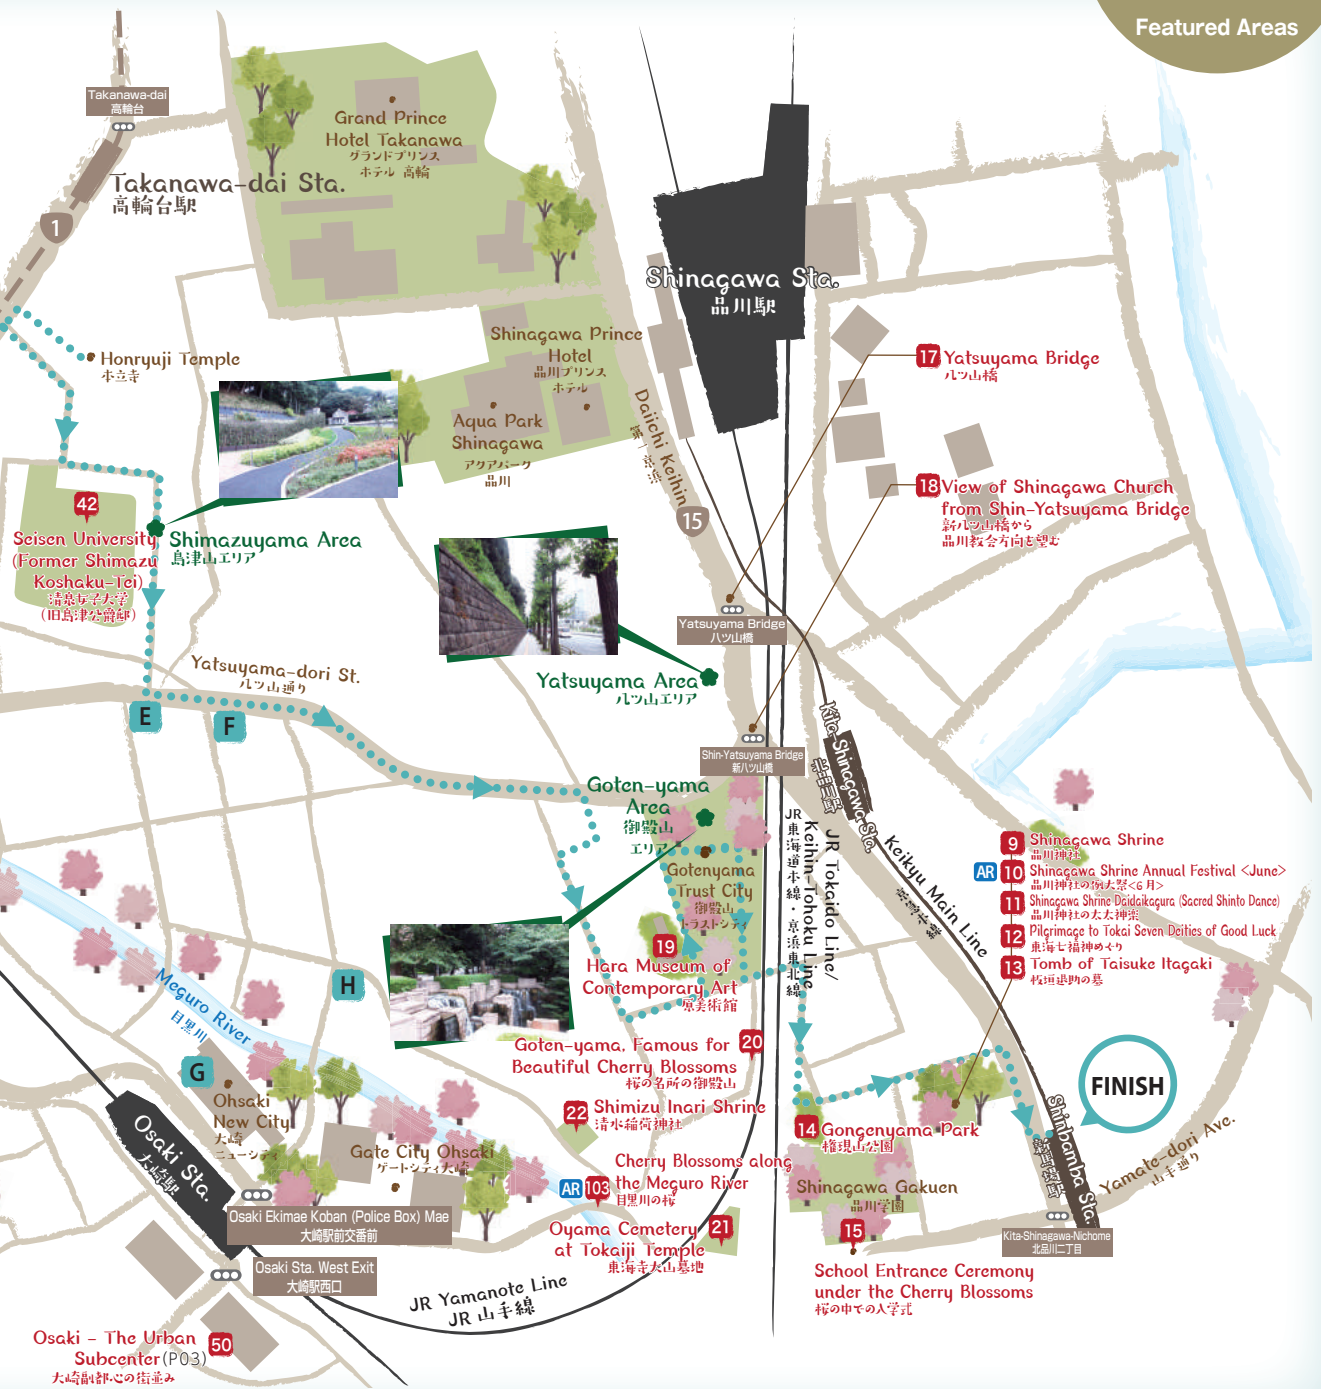 Featured Areas
Takanawa-dai
高輪台
Takanawa-dai Sta.
高輪台駅
1
Grand Prince
Hotel Takanawa
グランドプリンス
ホテル 高輪
Shinagawa Sta.
品川駅
Honryuji Temple
本立寺
Shinagawa Prince
Hotel
品川プリンス
ホテル
Aqua Park
Shinagawa
アクアパーク
品川
Daiichi Keihin
第一京浜
15
17 Yatsuyama Bridge
八ツ山橋
18 View of Shinagawa Church
from Shin-Yatsuyama Bridge
新八ツ山橋から
品川教会方向を望む
42
Seisen University
(Former Shimazu
Koshaku-Tei)
清泉女子大学
(旧島津公爵邸)
Shimazuyama Area
島津山エリア
Yatsuyama Bridge
八ツ山橋
Yatsuyama-dori St.
八ツ山通り
Yatsuyama Area
八ツ山エリア
E
F
Shin-Yatsuyama Bridge
新八ツ山橋
Kita-Shinagawa Sta.
北品川駅
Goten-yama
Area
御殿山
エリア
Gotenyama
Trust City
御殿山
トラストシティ
JR Tokaido Line/
Keihin-Tohoku Line
JR東海道本線・京浜東北線
Keikyu Main Line
京急本線
9 Shinagawa Shrine
品川神社
AR 10 Shinagawa Shrine Annual Festival <June>
品川神社の例大祭<6月>
11 Shinagawa Shrine Daidaikagura (Sacred Shinto Dance)
品川神社の太太神楽
12 Pilgrimage to Tokai Seven Deities of Good Luck
東海七福神めぐり
13 Tomb of Taisuke Itagaki
板垣退助の墓
19
Hara Museum of
Contemporary Art
原美術館
H
Meguro River
目黒川
G
Ohsaki
New City
大崎
ニューシティ
Goten-yama, Famous for 20
Beautiful Cherry Blossoms
桜の名所の御殿山
FINISH
22 Shimizu Inari Shrine
清水稲荷神社
14 Gongenyama Park
権現山公園
Osaki Sta.
大崎駅
Gate City Ohsaki
ゲートシティ大崎
Cherry Blossoms along
AR 103 the Meguro River
目黒川の桜
Shinagawa Gakuen
品川学園
Shinbamba Sta.
新馬場駅
Yamate-dori Ave.
山手通り
Osaki Ekimae Koban (Police Box) Mae
大崎駅前交番前
Oyama Cemetery 21
at Tokaiji Temple
東海寺大山墓地
15
School Entrance Ceremony
under the Cherry Blossoms
桜の中での入学式
Kita-Shinagawa-Nichome
北品川二丁目
Osaki Sta. West Exit
大崎駅西口
JR Yamanote Line
JR 山手線
Osaki - The Urban 50
Subcenter(P03)
大崎副都心の街並み